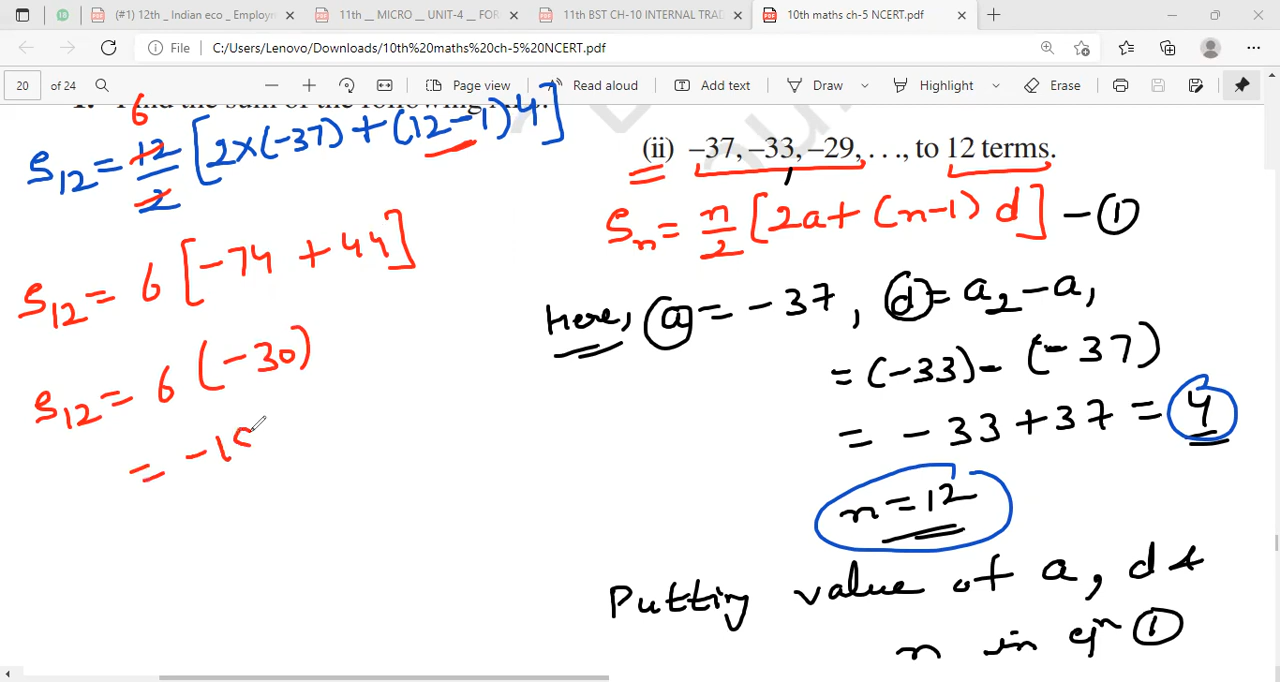 (#1) 12th _ Indian eco _ Employm
11th __ MICRO __ UNIT-4 __ FOR
11th BST CH-10 INTERNAL TRAD
10th maths ch-5 NCERT.pdf
File C:/Users/Lenovo/Downloads/10th%20maths%20ch-5%20NCERT.pdf
20 of 24 Page view Read aloud Add text Draw Highlight Erase
6
S12 = 12/2 [2×(-37) + (12-1)4]
S12 = 6 [-74 + 44]
S12 = 6 (-30)
= -18
(ii) –37, –33, –29, . . ., to 12 terms.
Sn = n/2 [2a + (n-1) d] - ①
Here, a = -37, d = a2 - a1
= (-33) - (-37)
= -33 + 37 = 4
n = 12
Putting value of a, d &
n in eqn ①